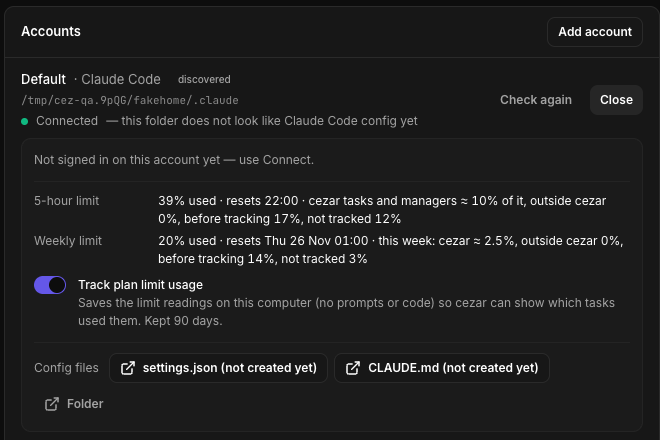 Accounts
Add account
Default · Claude Code discovered
/tmp/cez-qa.9pQG/fakehome/.claude
Check again
Close
Connected — this folder does not look like Claude Code config yet
Not signed in on this account yet — use Connect.
5-hour limit
39% used · resets 22:00 · cezar tasks and managers ≈ 10% of it, outside cezar
0%, before tracking 17%, not tracked 12%
Weekly limit
20% used · resets Thu 26 Nov 01:00 · this week: cezar ≈ 2.5%, outside cezar 0%,
before tracking 14%, not tracked 3%
Track plan limit usage
Saves the limit readings on this computer (no prompts or code) so cezar can show which tasks
used them. Kept 90 days.
Config files
settings.json (not created yet)
CLAUDE.md (not created yet)
Folder